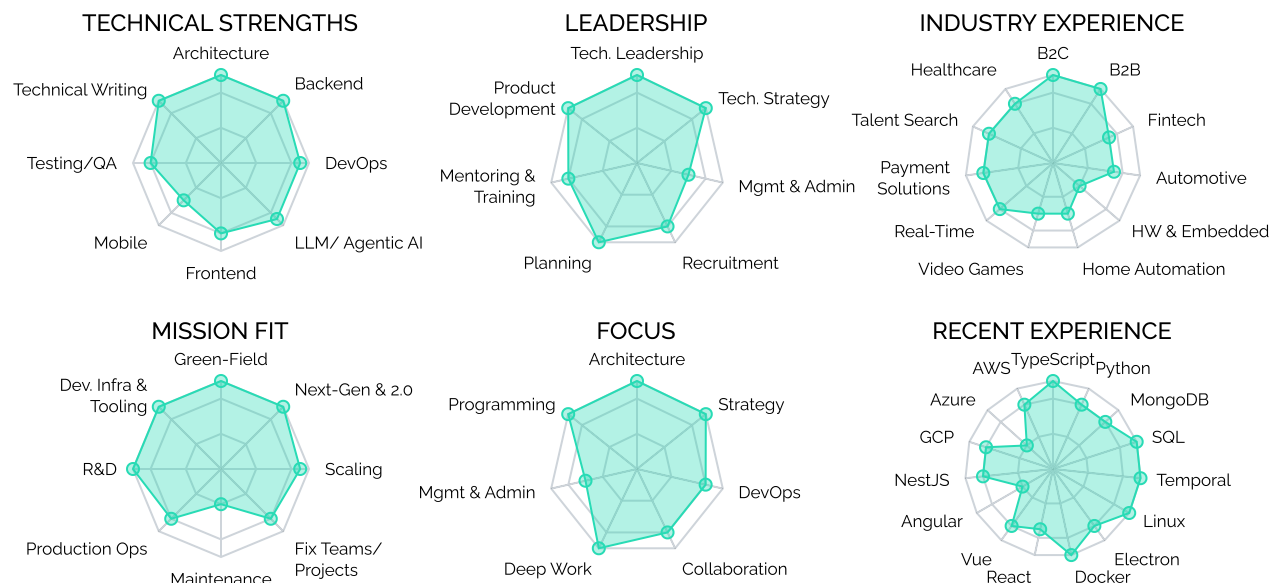 TECHNICAL STRENGTHS
Architecture
Backend
DevOps
LLM/ Agentic AI
Frontend
Mobile
Testing/QA
Technical Writing
LEADERSHIP
Tech. Leadership
Tech. Strategy
Mgmt & Admin
Recruitment
Planning
Mentoring &
Training
Product
Development
INDUSTRY EXPERIENCE
B2C
B2B
Fintech
Automotive
HW & Embedded
Home Automation
Video Games
Real-Time
Payment
Solutions
Talent Search
Healthcare
MISSION FIT
Green-Field
Next-Gen & 2.0
Scaling
Fix Teams/
Projects
Maintenance
Production Ops
R&D
Dev. Infra &
Tooling
FOCUS
Architecture
Strategy
DevOps
Collaboration
Deep Work
Mgmt & Admin
Programming
RECENT EXPERIENCE
TypeScript
Python
MongoDB
SQL
Temporal
Linux
Electron
Docker
React
Vue
Angular
NestJS
GCP
Azure
AWS